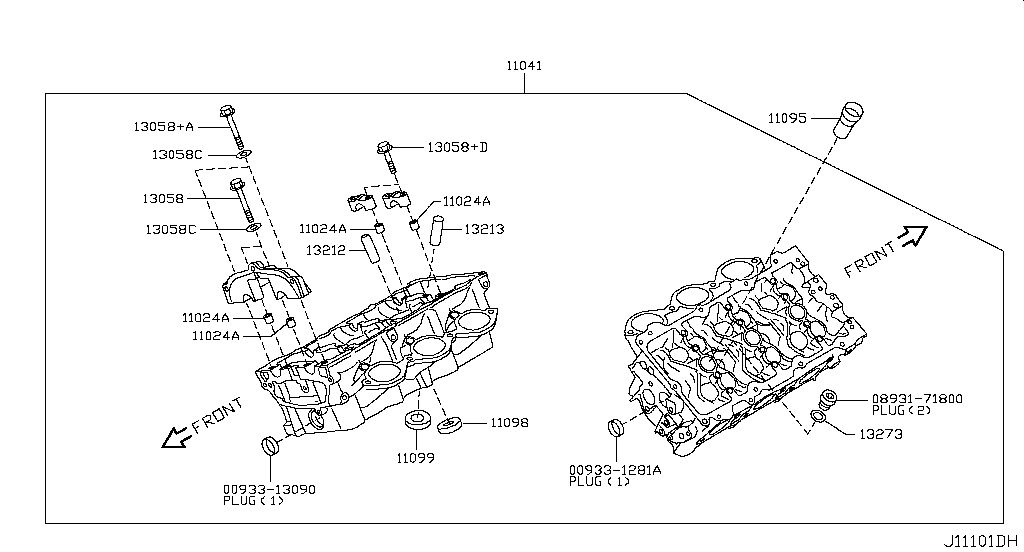 11041
11095
13058+A
13058C
13058+D
13058
11024A
13058C
11024A
13213
13212
FRONT
11024A
11024A
FRONT
08931-71800
PLUG(2)
11098
13273
11099
00933-1281A
PLUG(1)
00933-13090
PLUG(1)
J11101DH